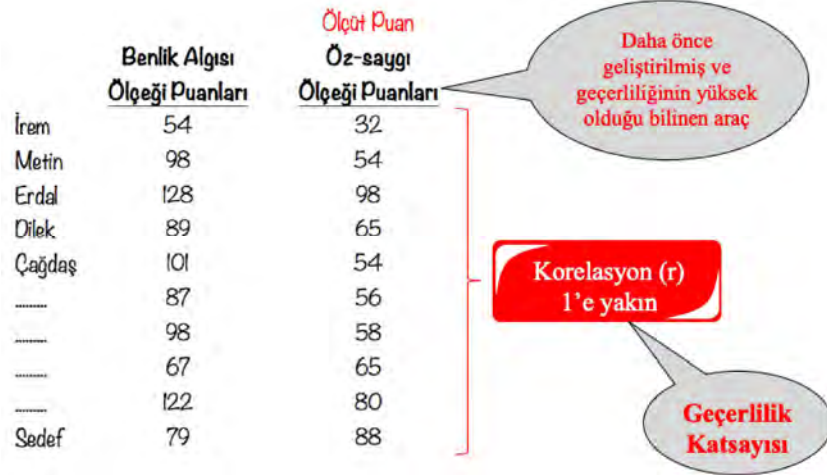 Ölçüt Puan
Benlik Algısı Öz-saygı
Ölçeği Puanları Ölçeği Puanları
İrem 54 32
Metin 98 54
Erdal 128 98
Dilek 89 65
Çağdaş 101 54
.......... 87 56
.......... 98 58
.......... 67 65
.......... 122 80
Sedef 79 88
Daha önce
geliştirilmiş ve
geçerliliğinin yüksek
olduğu bilinen araç
Korelasyon (r)
1’e yakın
Geçerlilik
Katsayısı